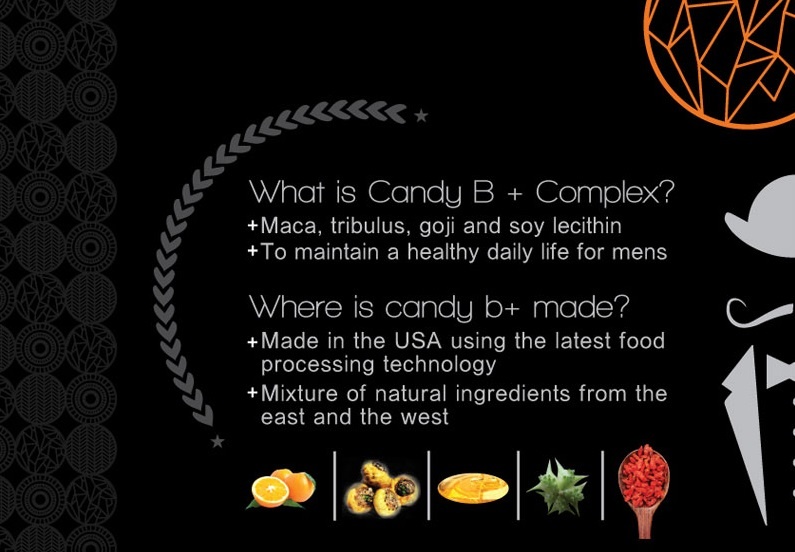 What is Candy B + Complex?
+Maca, tribulus, goji and soy lecithin
+To maintain a healthy daily life for mens
Where is candy b+ made?
+Made in the USA using the latest food
processing technology
+Mixture of natural ingredients from the
east and the west